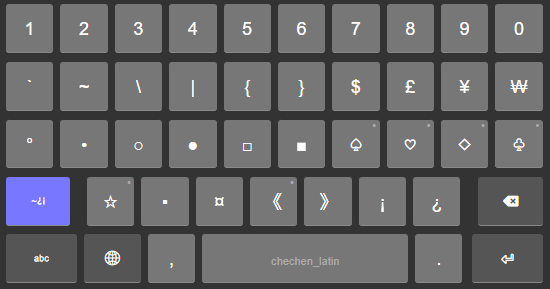 1 2 3 4 5 6 7 8 9 0
` ~ \ | { } $ £ ¥ ₩
° • ○ ● □ ■ ♤ ♡ ◇ ♧
~¿¡ ☆ ▪ ¤ 《 》 ¡ ¿ ⌫
abc 🌐 , chechen_latin . ⏎